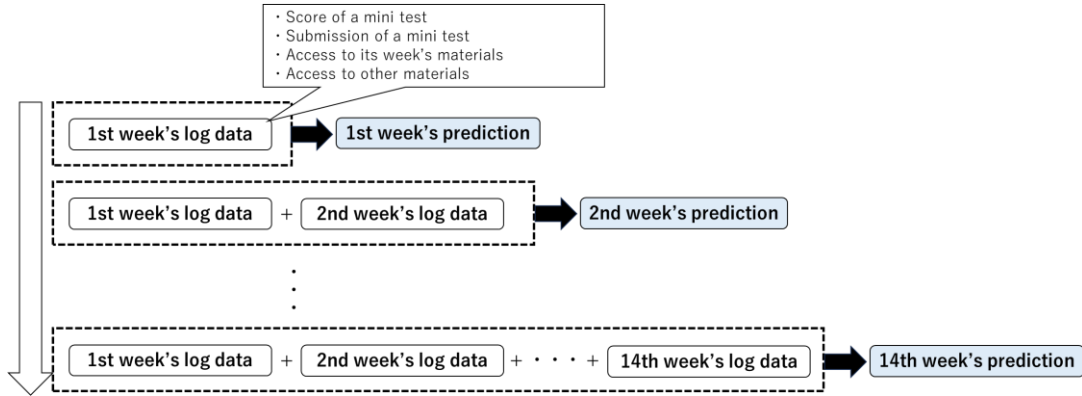 ・Score of a mini test
・Submission of a mini test
・Access to its week's materials
・Access to other materials
1st week's log data
1st week's prediction
1st week's log data + 2nd week's log data
2nd week's prediction
1st week's log data + 2nd week's log data + ・・・ + 14th week's log data
14th week's prediction